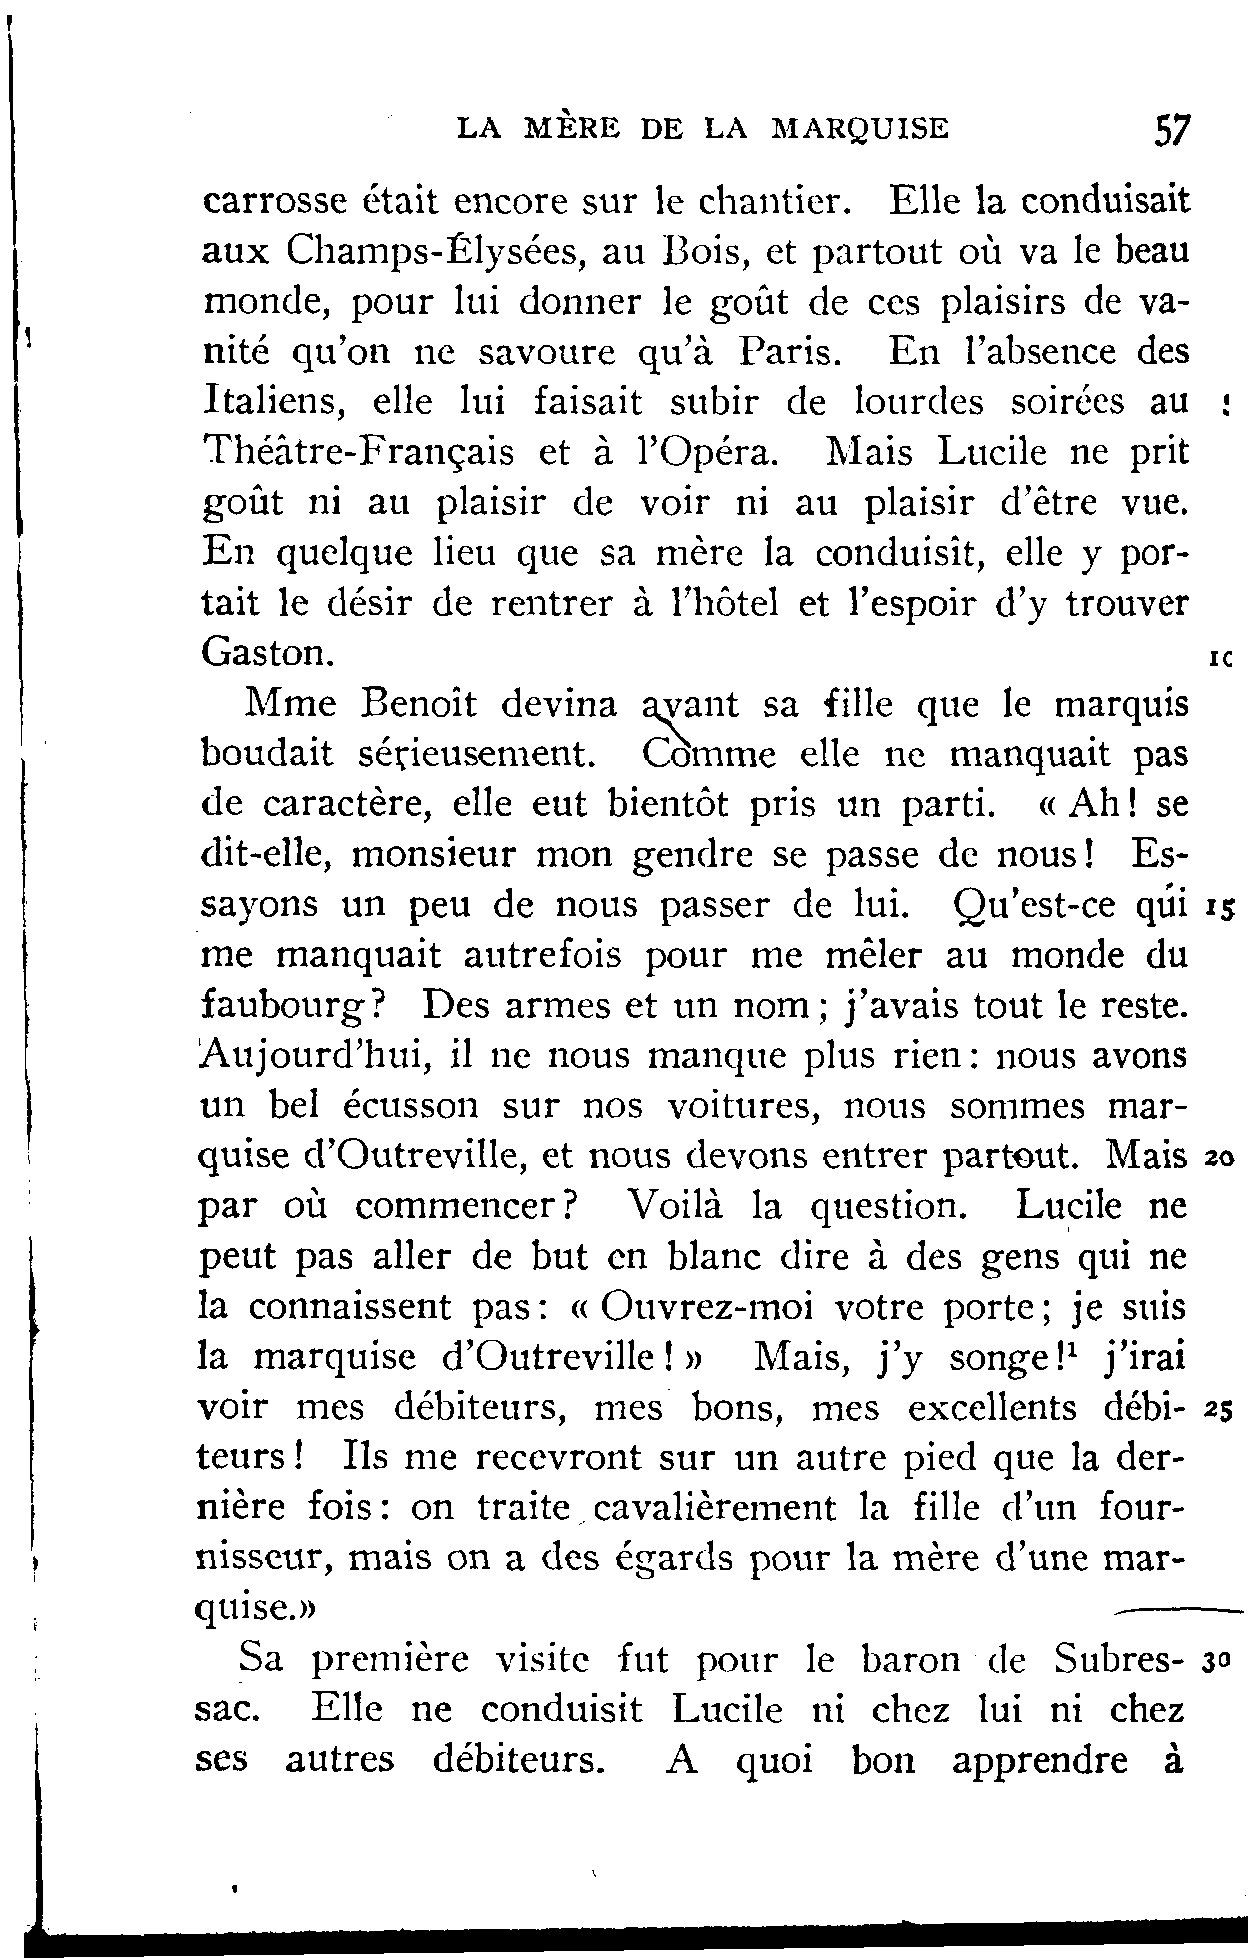 LA MÈRE DE LA MARQUISE 57
carrosse était encore sur le chantier. Elle la conduisait
aux Champs-Élysées, au Bois, et partout où va le beau
monde, pour lui donner le goût de ces plaisirs de va-
nité qu'on ne savoure qu'à Paris. En l'absence des
Italiens, elle lui faisait subir de lourdes soirées au
Théâtre-Français et à l'Opéra. Mais Lucile ne prit
goût ni au plaisir de voir ni au plaisir d'être vue.
En quelque lieu que sa mère la conduisît, elle y por-
tait le désir de rentrer à l'hôtel et l'espoir d'y trouver
Gaston. 10
Mme Benoît devina avant sa fille que le marquis
boudait sérieusement. Comme elle ne manquait pas
de caractère, elle eut bientôt pris un parti. « Ah! se
dit-elle, monsieur mon gendre se passe de nous! Es-
sayons un peu de nous passer de lui. Qu'est-ce qui 15
me manquait autrefois pour me mêler au monde du
faubourg? Des armes et un nom; j'avais tout le reste.
Aujourd'hui, il ne nous manque plus rien: nous avons
un bel écusson sur nos voitures, nous sommes mar-
quise d'Outreville, et nous devons entrer partout. Mais 20
par où commencer? Voilà la question. Lucile ne
peut pas aller de but en blanc dire à des gens qui ne
la connaissent pas: « Ouvrez-moi votre porte; je suis
la marquise d'Outreville! » Mais, j'y songe!¹ j'irai
voir mes débiteurs, mes bons, mes excellents débi- 25
teurs! Ils me recevront sur un autre pied que la der-
nière fois: on traite cavalièrement la fille d'un four-
nisseur, mais on a des égards pour la mère d'une mar-
quise.»
Sa première visite fut pour le baron de Subres- 30
sac. Elle ne conduisit Lucile ni chez lui ni chez
ses autres débiteurs. A quoi bon apprendre à